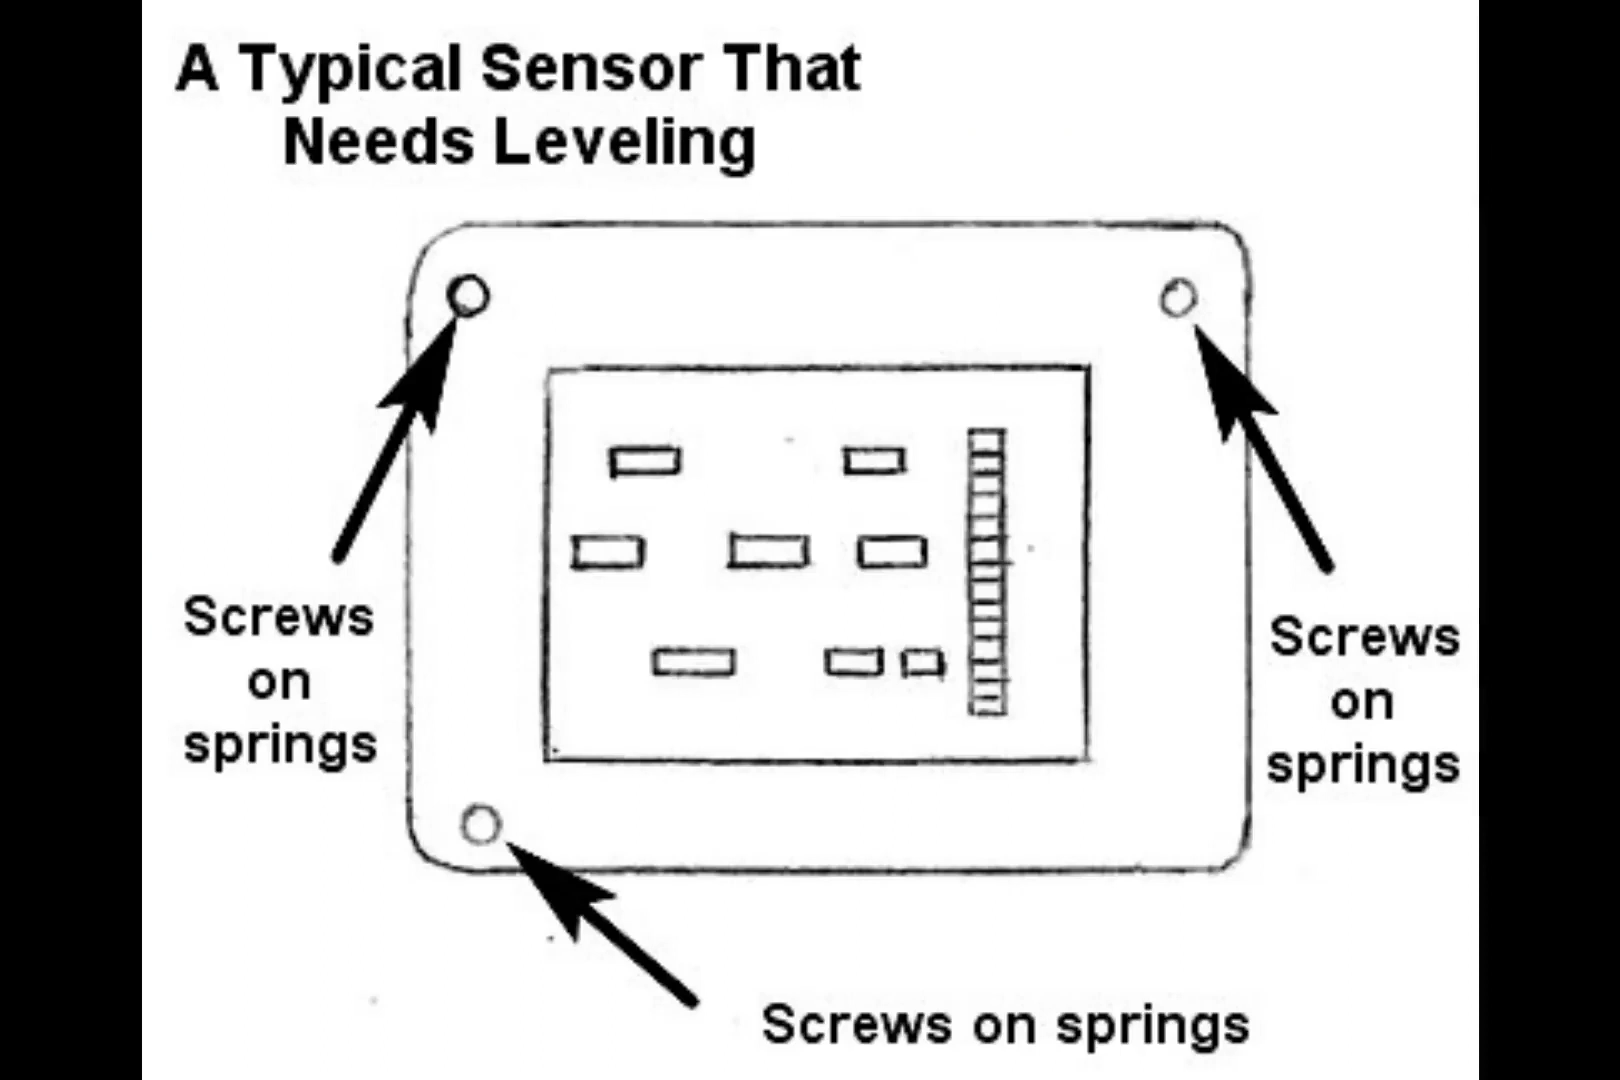 A Typical Sensor That
Needs Leveling
Screws
on
springs
Screws
on
springs
Screws on springs